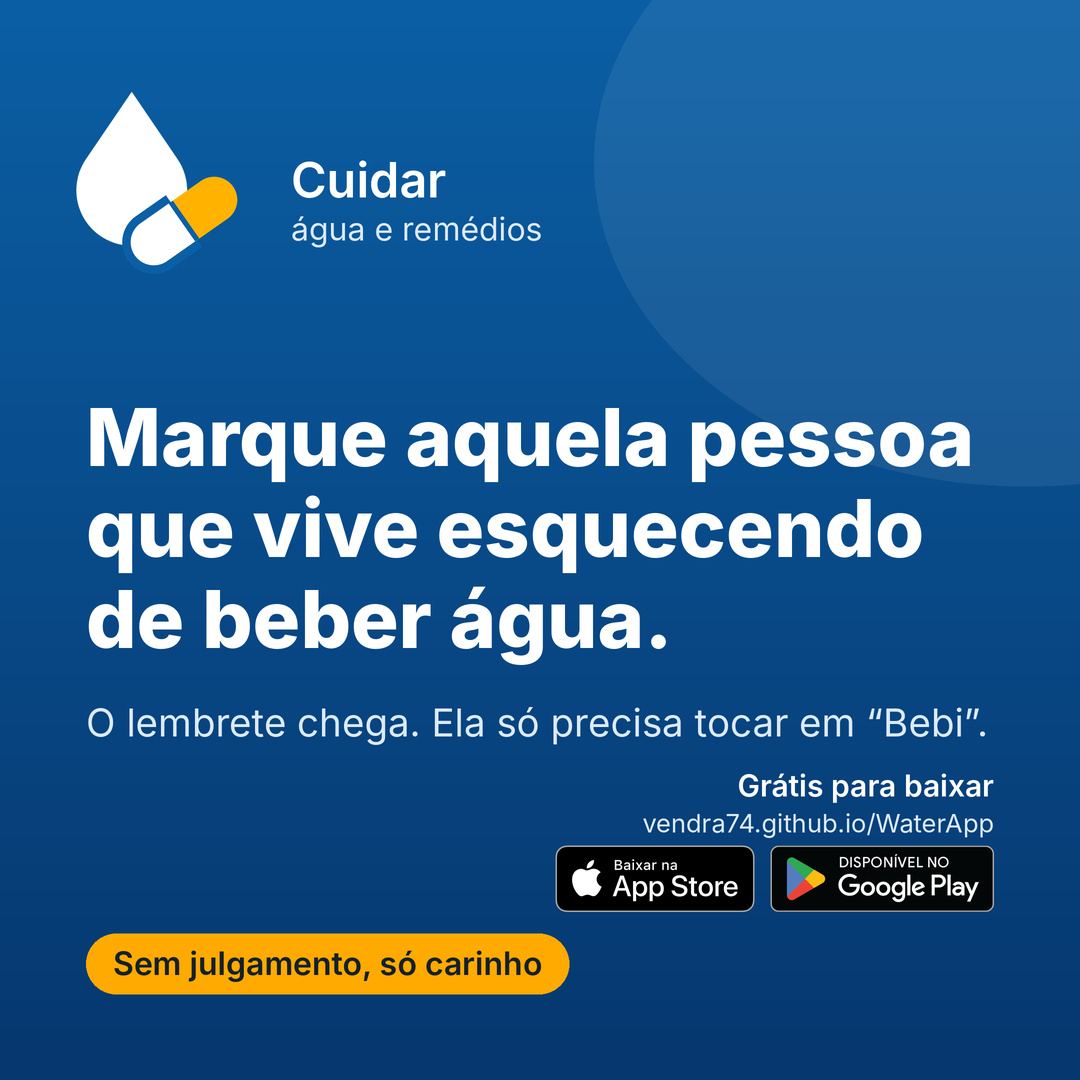 Cuidar
água e remédios
Marque aquela pessoa
que vive esquecendo
de beber água.
O lembrete chega. Ela só precisa tocar em “Bebi”.
Grátis para baixar
vendra74.github.io/WaterApp
Baixar na
App Store
DISPONÍVEL NO
Google Play
Sem julgamento, só carinho